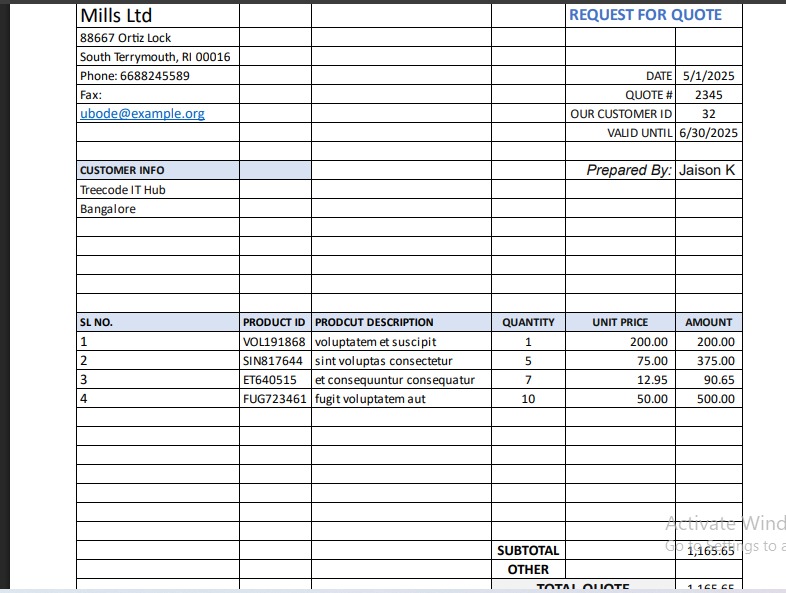 Mills Ltd REQUEST FOR QUOTE
88667 Ortiz Lock
South Terrymouth, RI 00016
Phone: 6688245589 DATE 5/1/2025
Fax: QUOTE # 2345
ubode@example.org OUR CUSTOMER ID 32
VALID UNTIL 6/30/2025
CUSTOMER INFO Prepared By: Jaison K
Treecode IT Hub
Bangalore
SL NO. PRODUCT ID PRODCUT DESCRIPTION QUANTITY UNIT PRICE AMOUNT
1 VOL191868 voluptatem et suscipit 1 200.00 200.00
2 SIN817644 sint voluptas consectetur 5 75.00 375.00
3 ET640515 et consequuntur consequatur 7 12.95 90.65
4 FUG723461 fugit voluptatem aut 10 50.00 500.00
Activate Wind
Go to Settings to a
SUBTOTAL 1,165.65
OTHER
TOTAL QUOTE 1,165.65